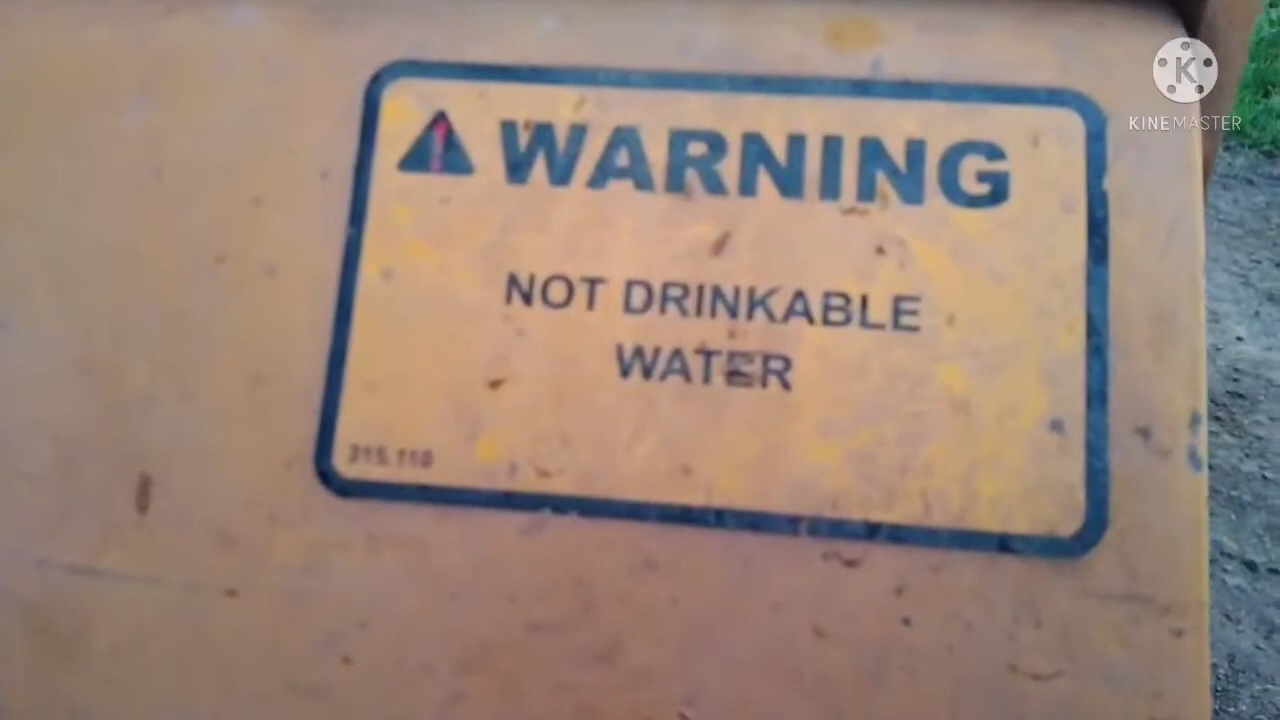 WARNING
NOT DRINKABLE
WATER
315.110
K
KINEMASTER